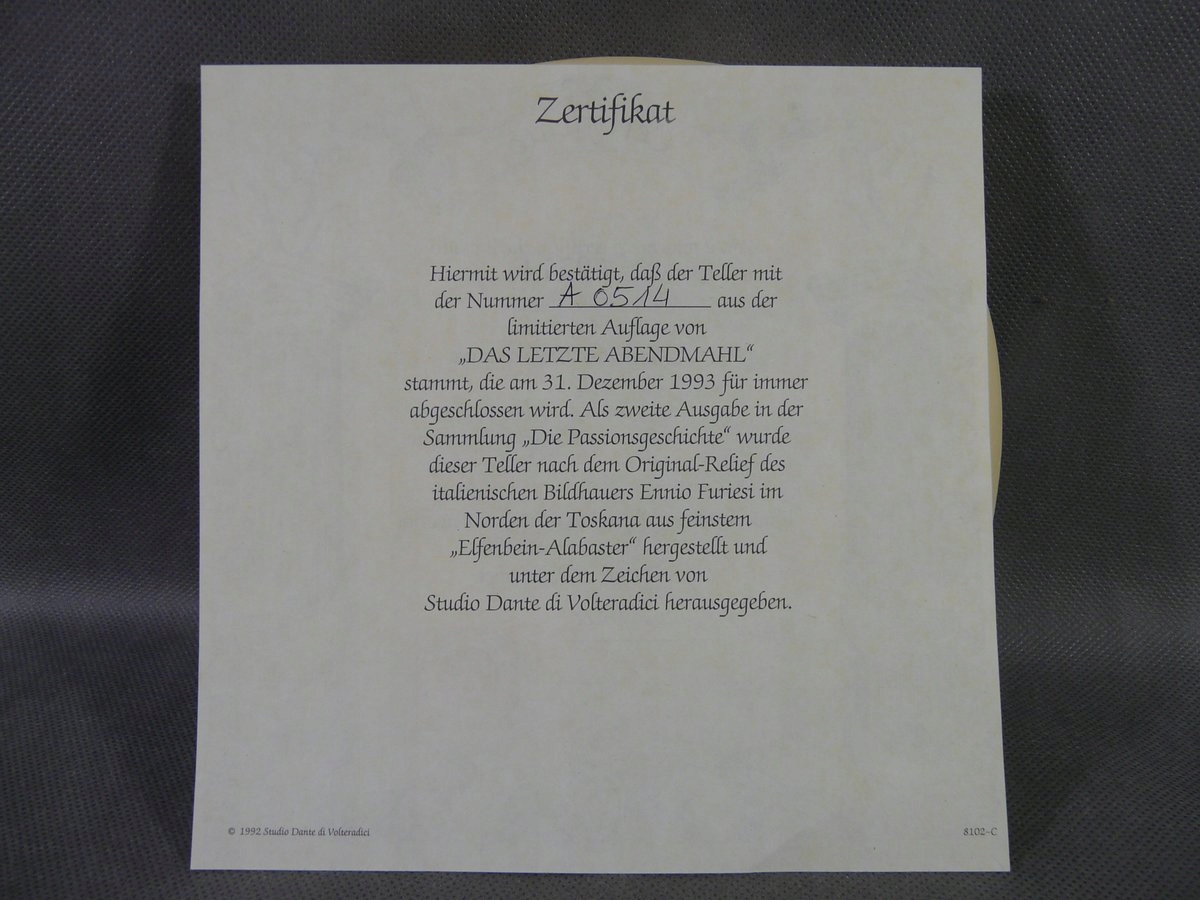 Zertifikat
Hiermit wird bestätigt, daß der Teller mit
der Nummer A 0514 aus der
limitierten Auflage von
„DAS LETZTE ABENDMAHL“
stammt, die am 31. Dezember 1993 für immer
abgeschlossen wird. Als zweite Ausgabe in der
Sammlung „Die Passionsgeschichte“ wurde
dieser Teller nach dem Original-Relief des
italienischen Bildhauers Ennio Furiesi im
Norden der Toskana aus feinstem
„Elfenbein-Alabaster“ hergestellt und
unter dem Zeichen von
Studio Dante di Volteradici herausgegeben.
© 1992 Studio Dante di Volteradici
8102-C